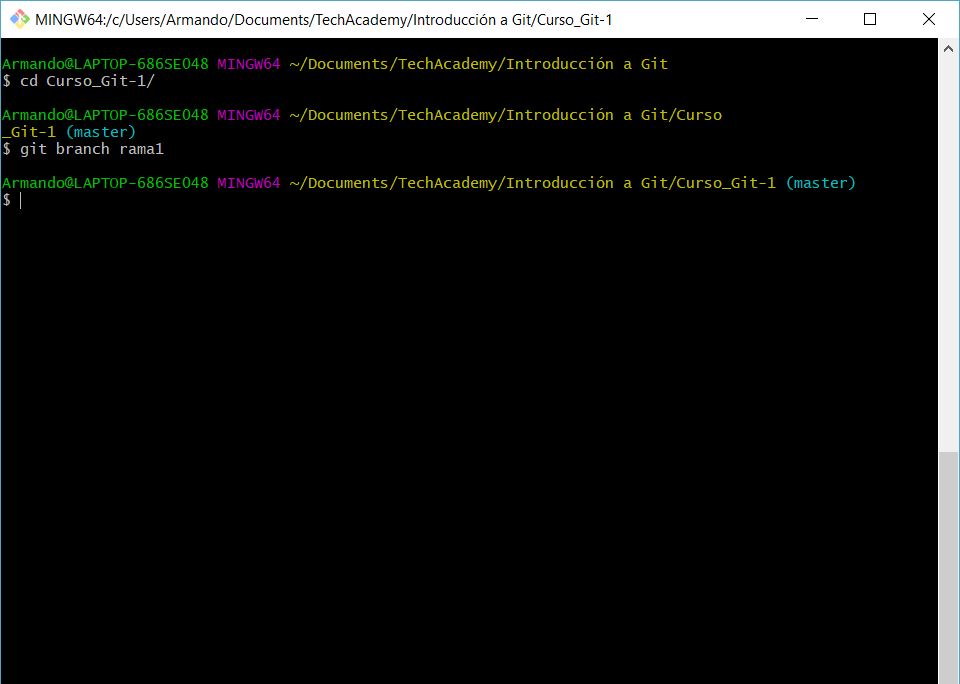 MINGW64:/c/Users/Armando/Documents/TechAcademy/Introducción a Git/Curso_Git-1
Armando@LAPTOP-686SE048 MINGW64 ~/Documents/TechAcademy/Introducción a Git
$ cd Curso_Git-1/
Armando@LAPTOP-686SE048 MINGW64 ~/Documents/TechAcademy/Introducción a Git/Curso
_Git-1 (master)
$ git branch rama1
Armando@LAPTOP-686SE048 MINGW64 ~/Documents/TechAcademy/Introducción a Git/Curso_Git-1 (master)
$